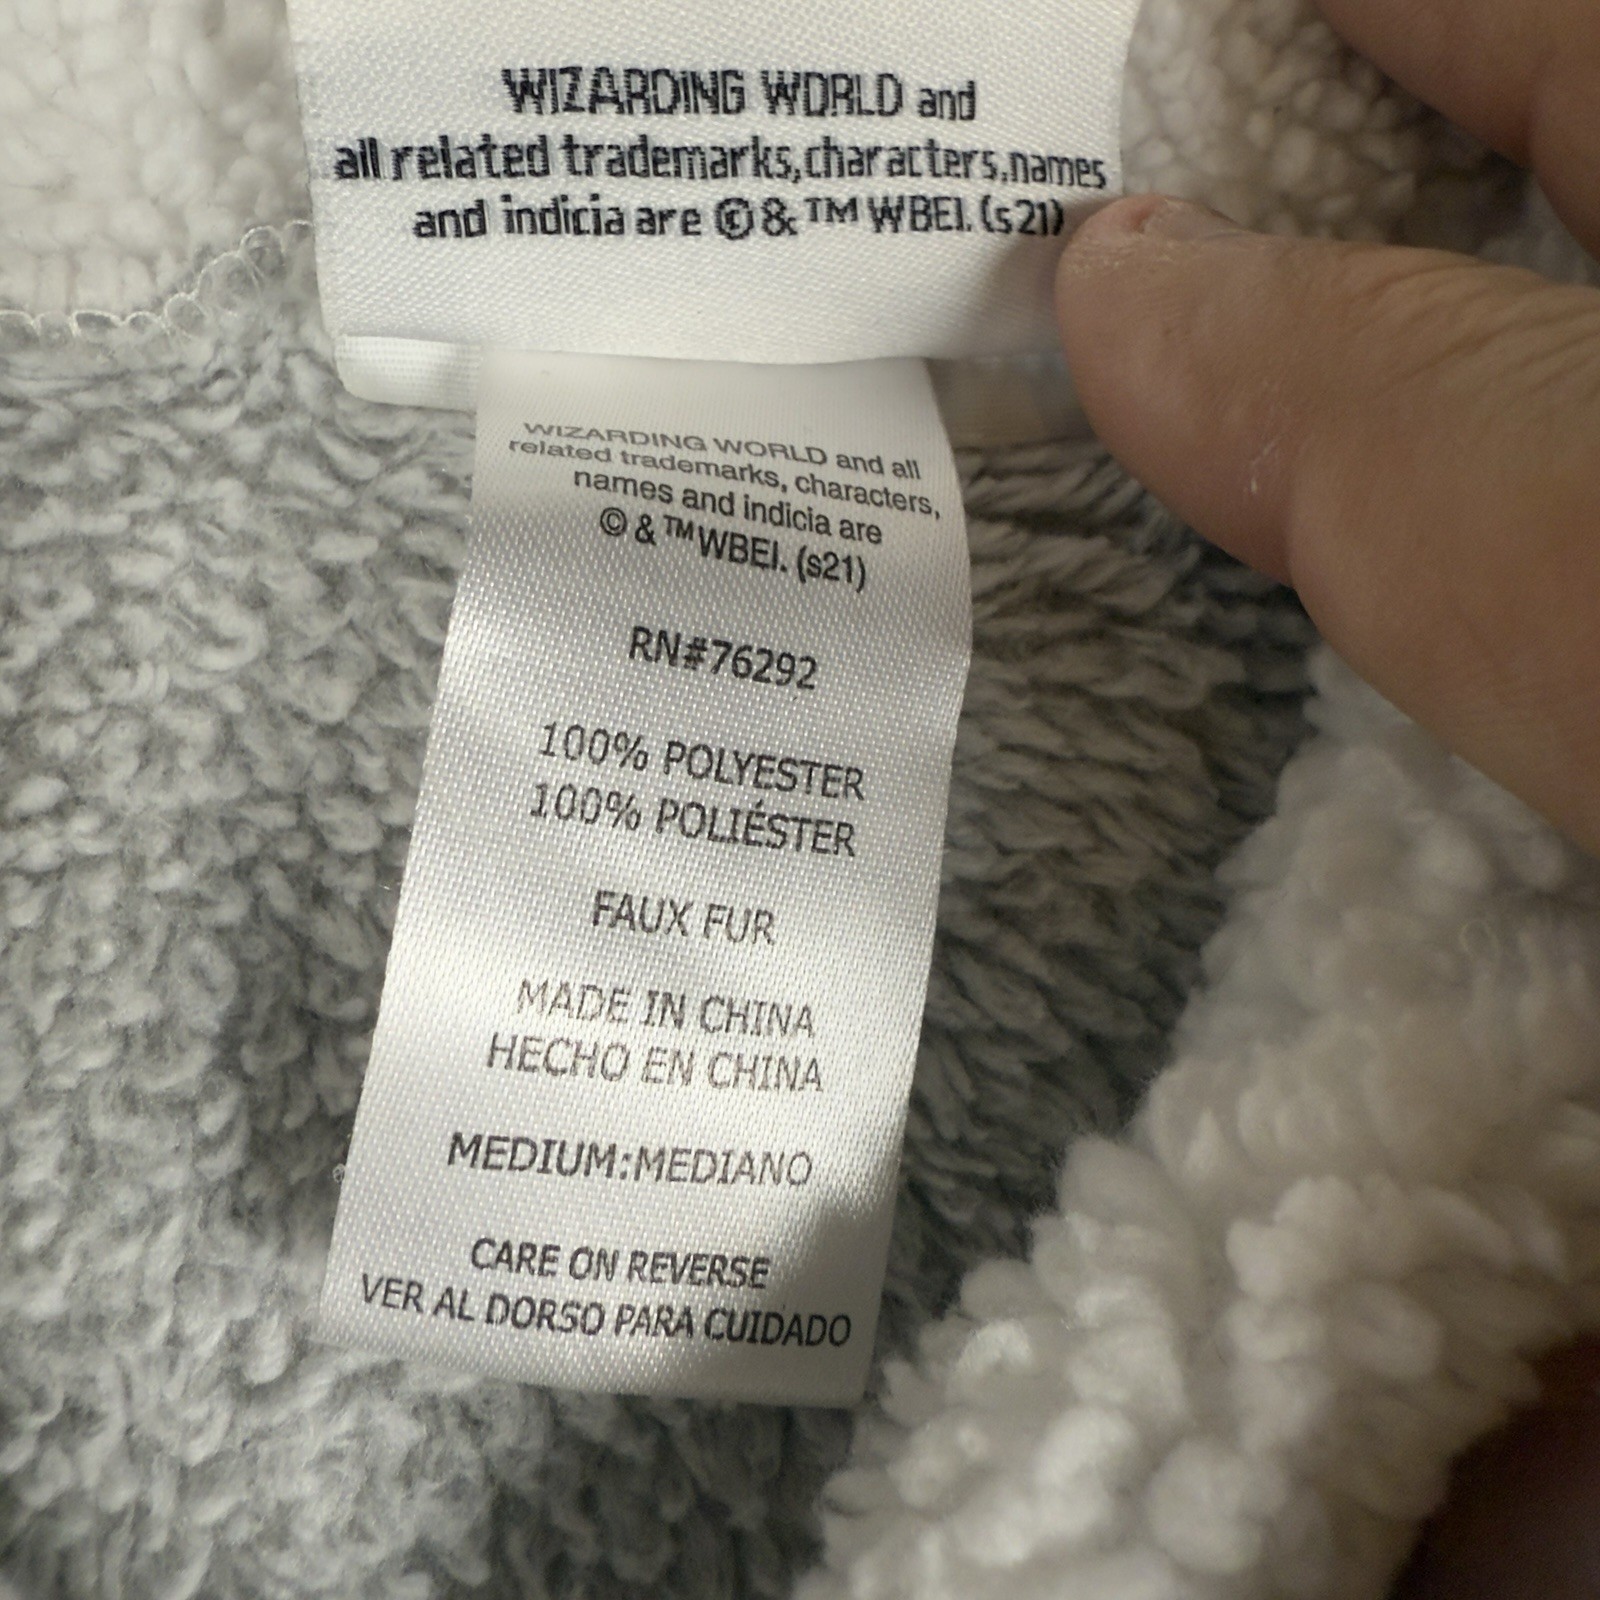 WIZARDING WORLD and
all related trademarks, characters, names
and indicia are © & ™ WBEI. (s21)
WIZARDING WORLD and all
related trademarks, characters,
names and indicia are
© & ™ WBEI. (s21)
RN#76292
100% POLYESTER
100% POLIÉSTER
FAUX FUR
MADE IN CHINA
HECHO EN CHINA
MEDIUM:MEDIANO
CARE ON REVERSE
VER AL DORSO PARA CUIDADO